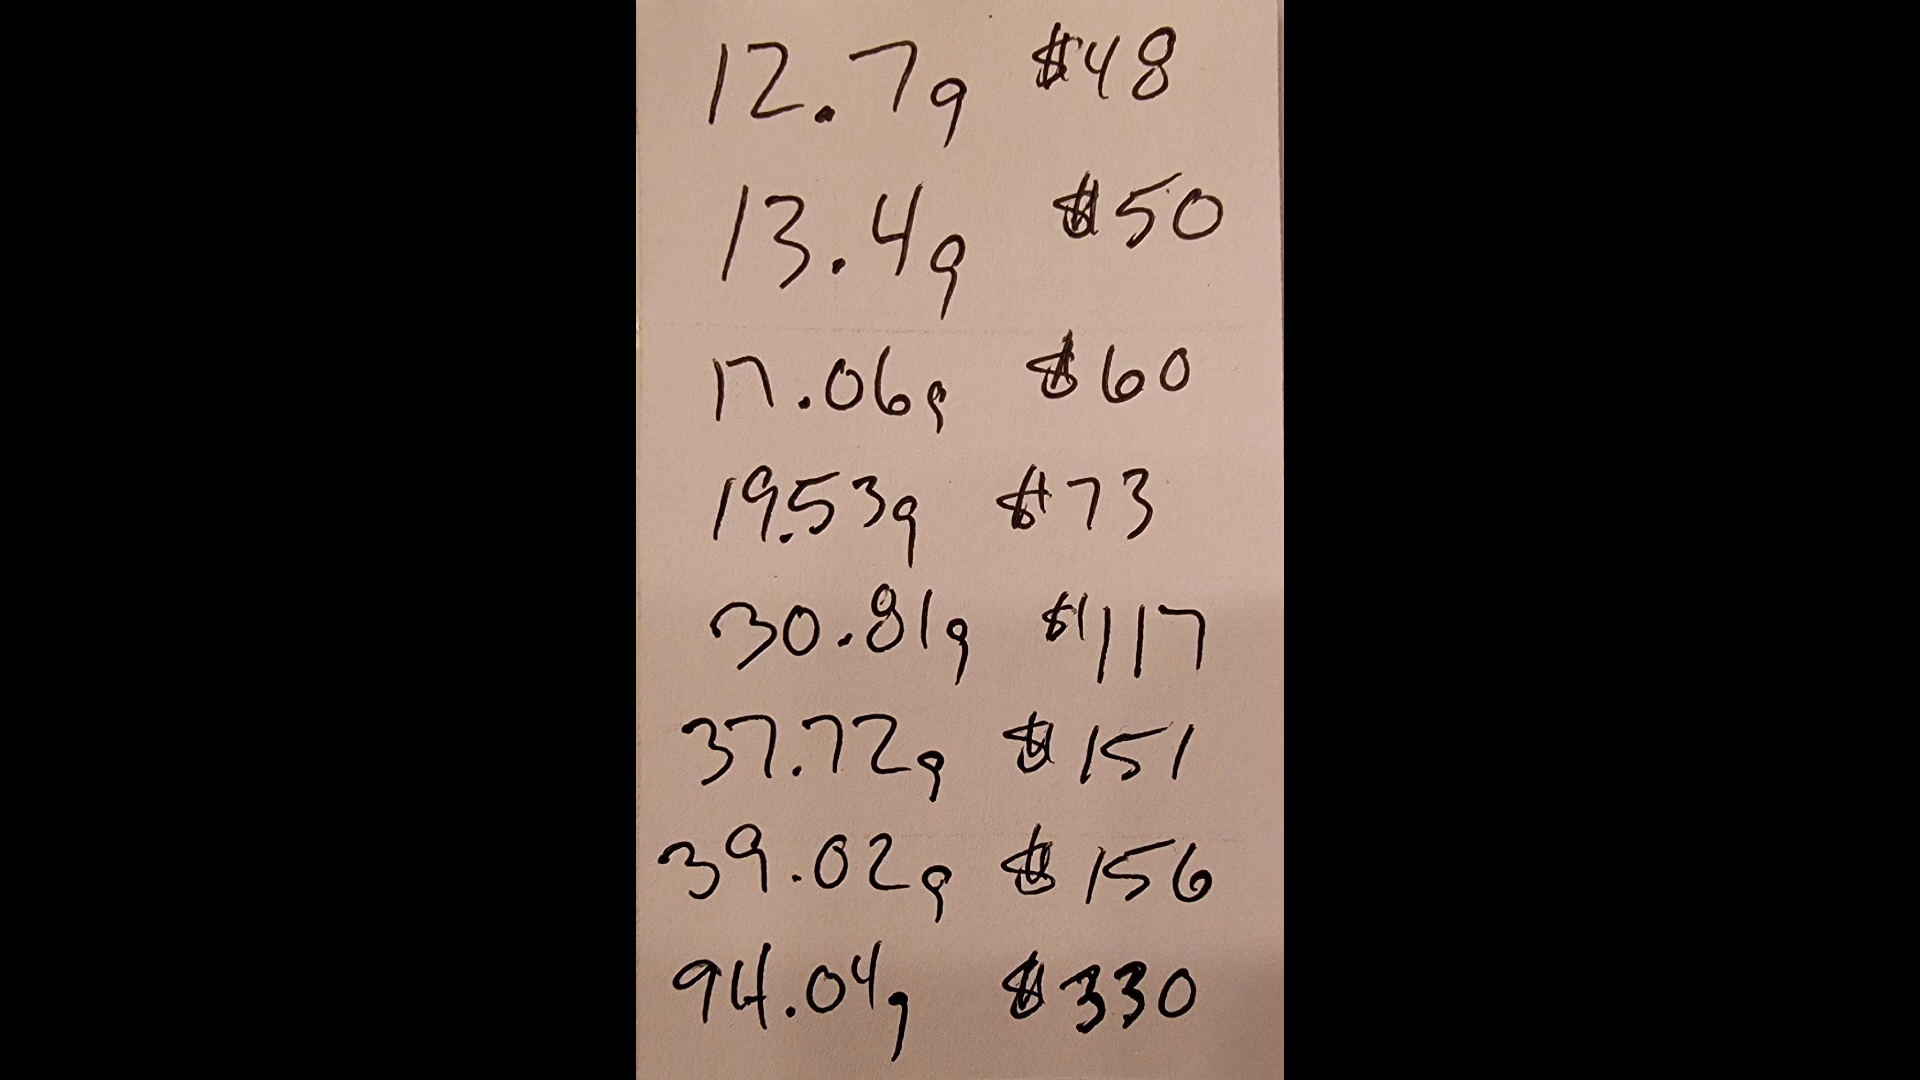 12.7g $48
13.4g $50
17.06g $60
19.53g $73
30.81g $117
37.72g $151
39.02g $156
94.04g $330